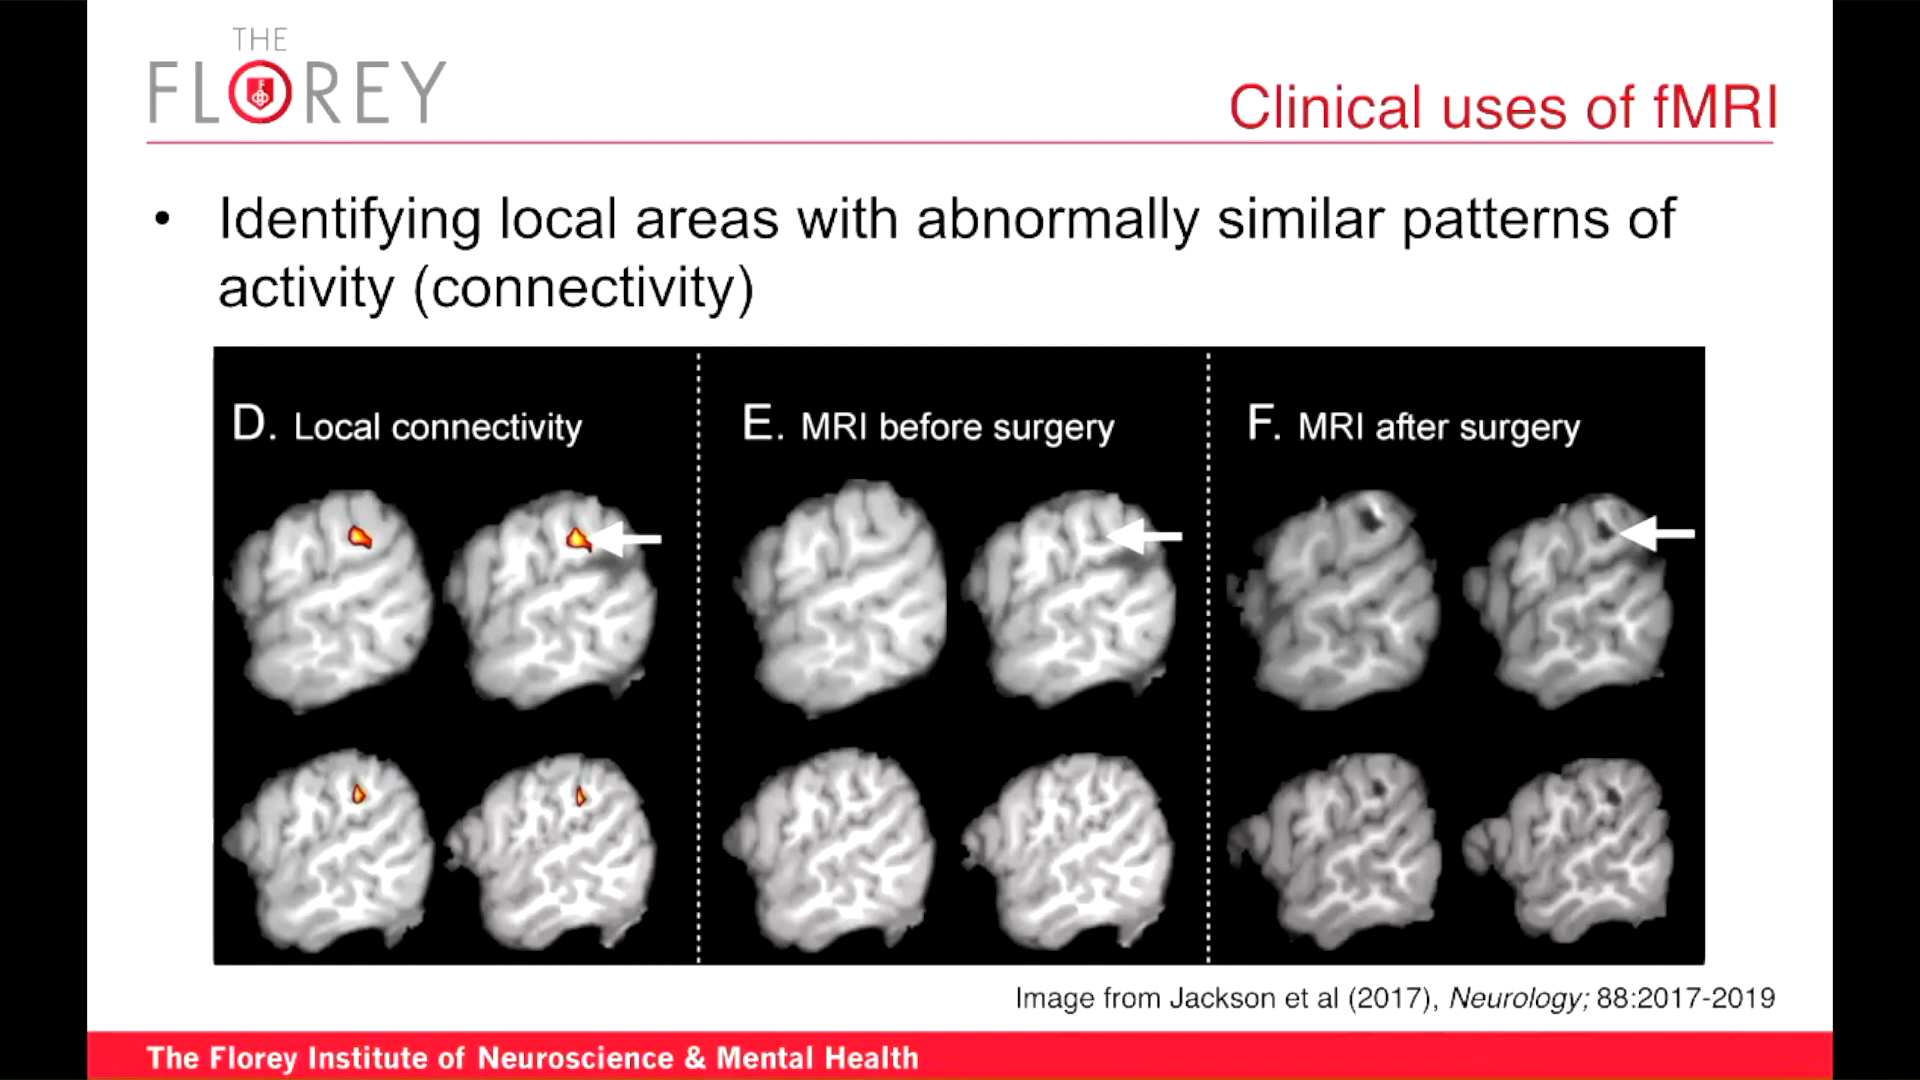 THE
FLOREY
Clinical uses of fMRI
• Identifying local areas with abnormally similar patterns of
activity (connectivity)
D. Local connectivity
E. MRI before surgery
F. MRI after surgery
Image from Jackson et al (2017), Neurology; 88:2017-2019
The Florey Institute of Neuroscience & Mental Health